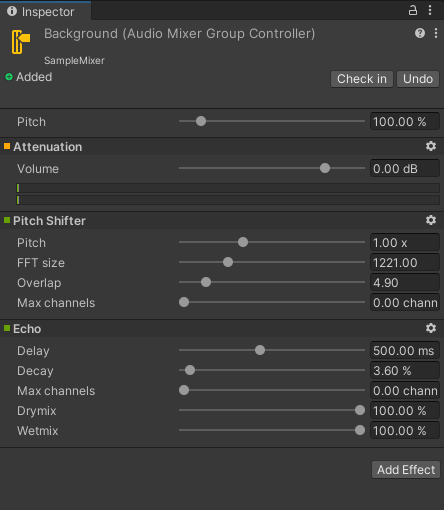 Inspector
Background (Audio Mixer Group Controller)
SampleMixer
Added
Check in
Undo
Pitch 100.00 %
Attenuation
Volume 0.00 dB
Pitch Shifter
Pitch 1.00 x
FFT size 1221.00
Overlap 4.90
Max channels 0.00 chann
Echo
Delay 500.00 ms
Decay 3.60 %
Max channels 0.00 chann
Drymix 100.00 %
Wetmix 100.00 %
Add Effect